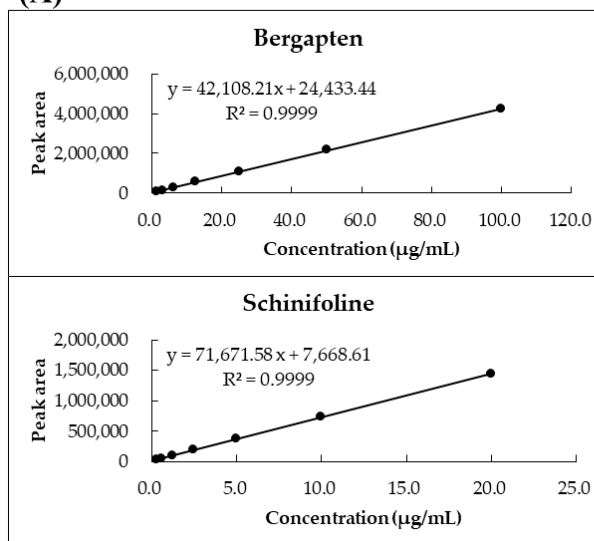 (A)
Bergapten
6,000,000
y = 42,108.21x + 24,433.44
R² = 0.9999
4,000,000
2,000,000
0
Peak area
0.0 20.0 40.0 60.0 80.0 100.0 120.0
Concentration (µg/mL)
Schinifoline
2,000,000
y = 71,671.58 x + 7,668.61
R² = 0.9999
1,500,000
1,000,000
500,000
0
Peak area
0.0 5.0 10.0 15.0 20.0 25.0
Concentration (µg/mL)